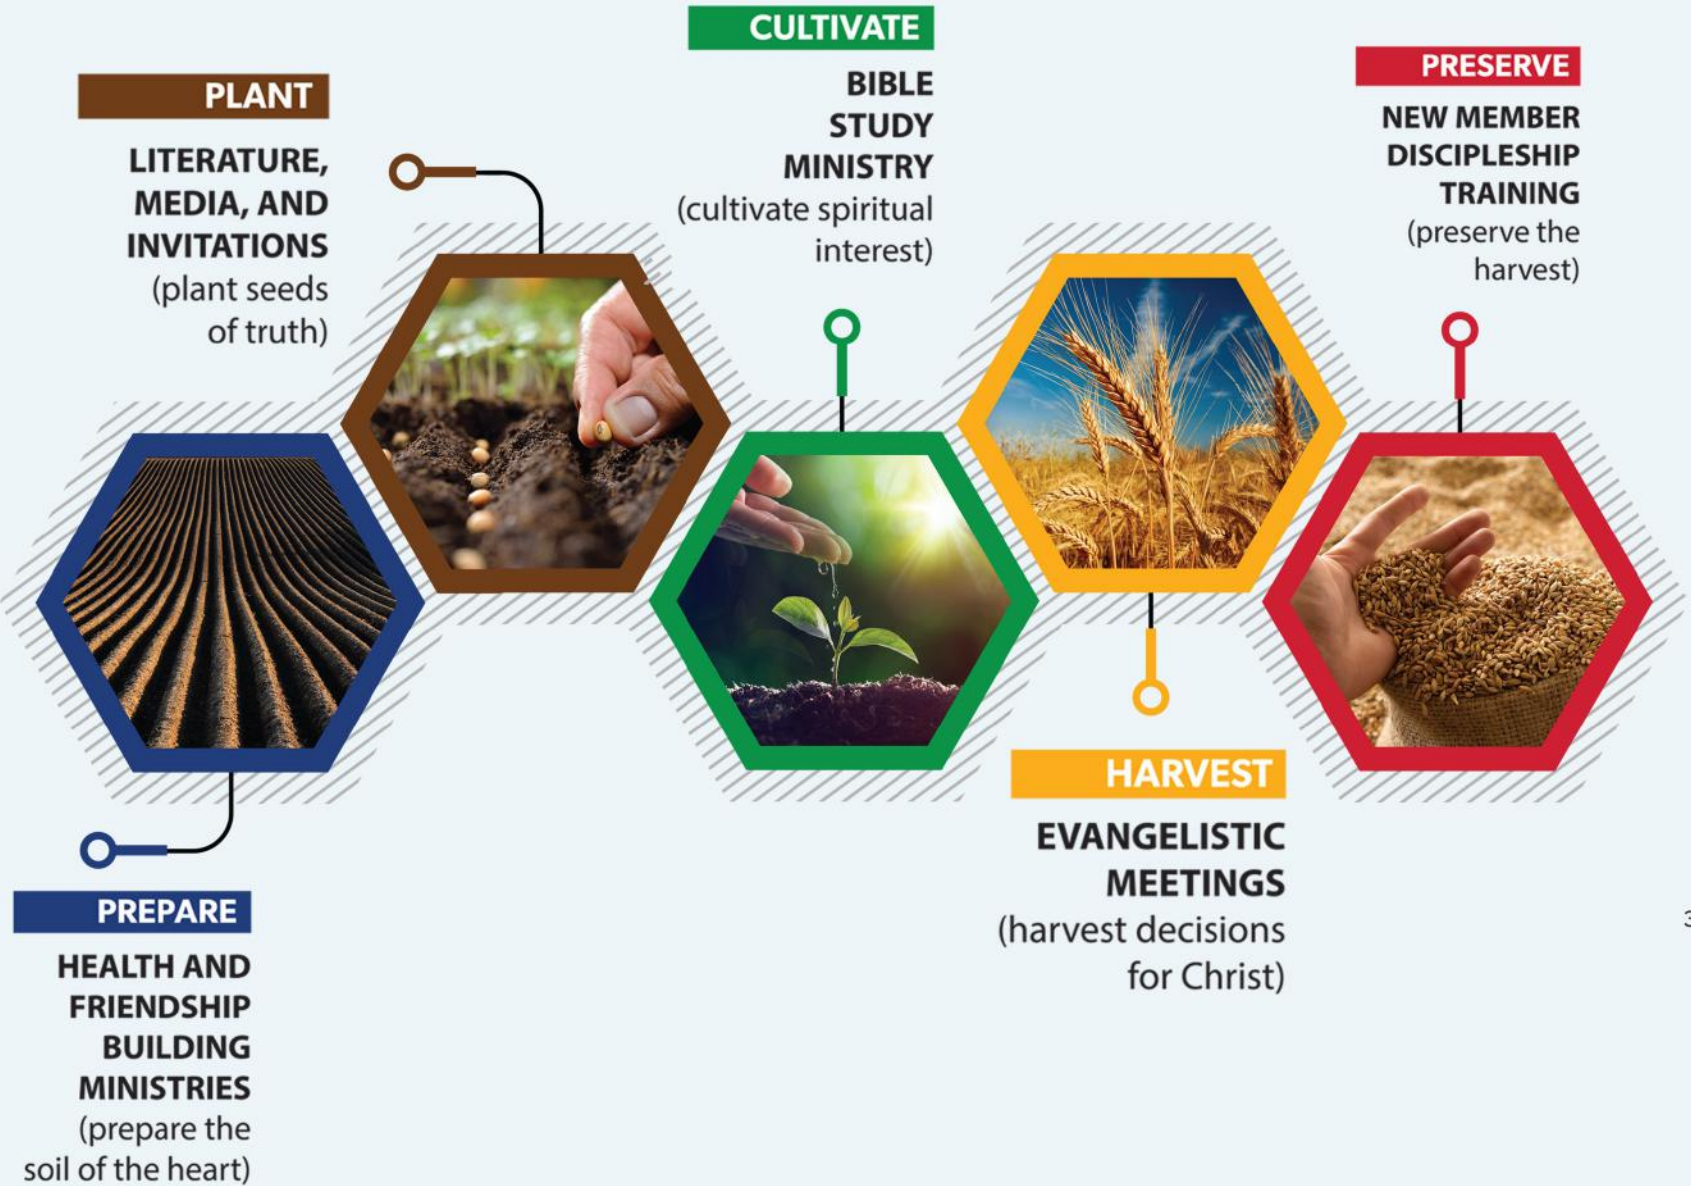 PREPARE
HEALTH AND
FRIENDSHIP
BUILDING
MINISTRIES
(prepare the
soil of the heart)
PLANT
LITERATURE,
MEDIA, AND
INVITATIONS
(plant seeds
of truth)
CULTIVATE
BIBLE
STUDY
MINISTRY
(cultivate spiritual
interest)
HARVEST
EVANGELISTIC
MEETINGS
(harvest decisions
for Christ)
PRESERVE
NEW MEMBER
DISCIPLESHIP
TRAINING
(preserve the
harvest)